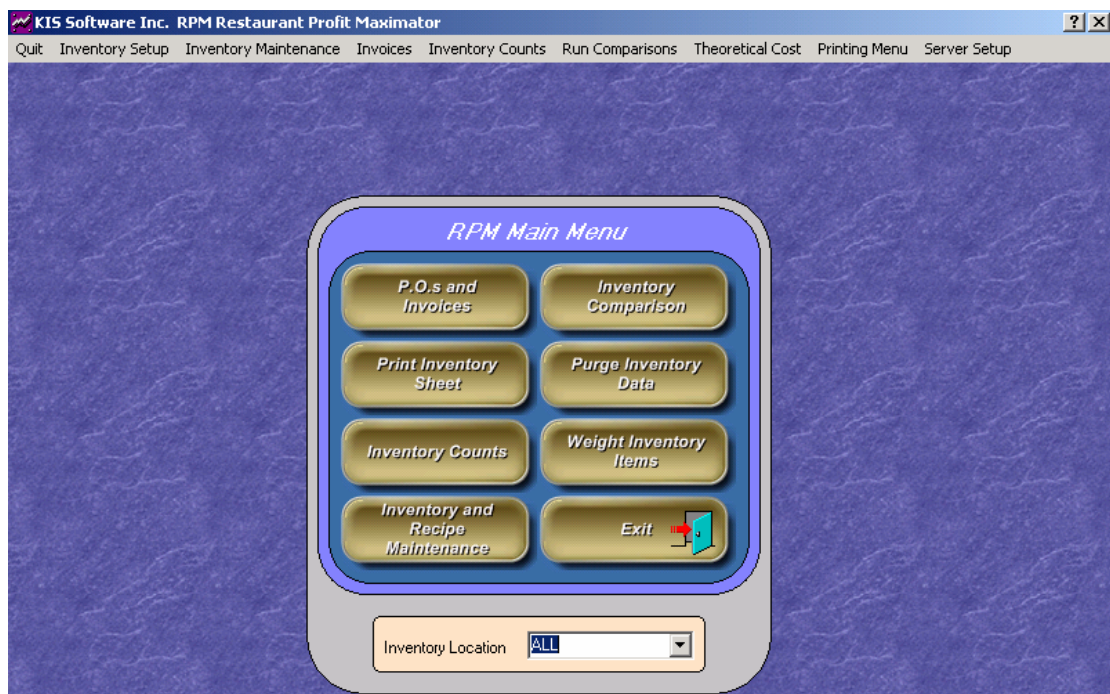 KIS Software Inc. RPM Restaurant Profit Maximator
Quit Inventory Setup Inventory Maintenance Invoices Inventory Counts Run Comparisons Theoretical Cost Printing Menu Server Setup
RPM Main Menu
P.O.s and
Invoices
Inventory
Comparison
Print Inventory
Sheet
Purge Inventory
Data
Inventory Counts
Weight Inventory
Items
Inventory and
Recipe
Maintenance
Exit
Inventory Location ALL